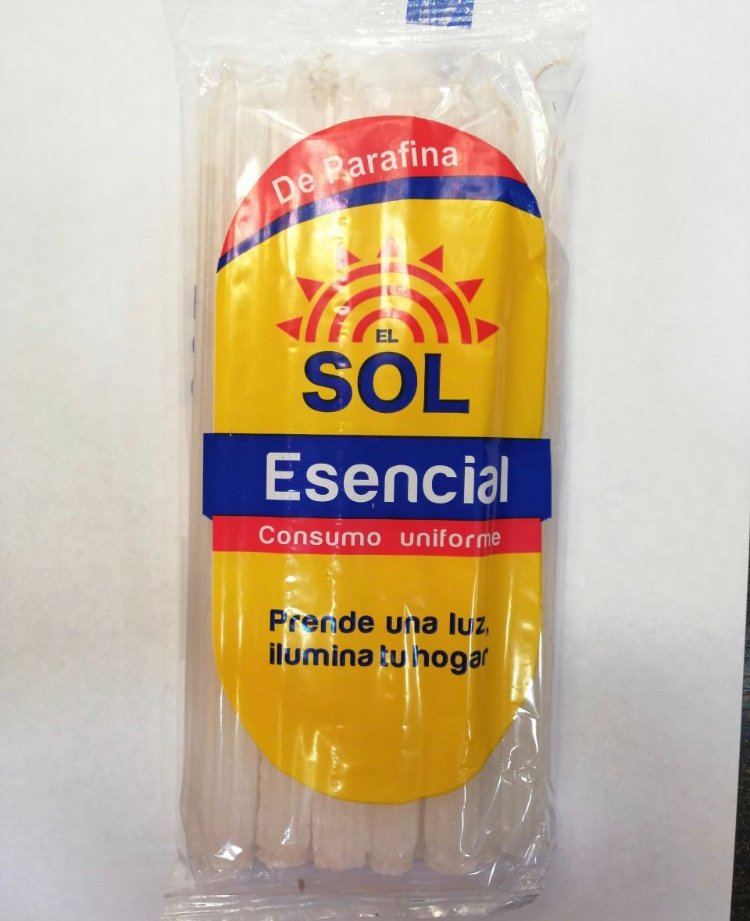 De Parafina
EL
SOL
Esencial
Consumo uniforme
Prende una luz,
ilumina tu hogar